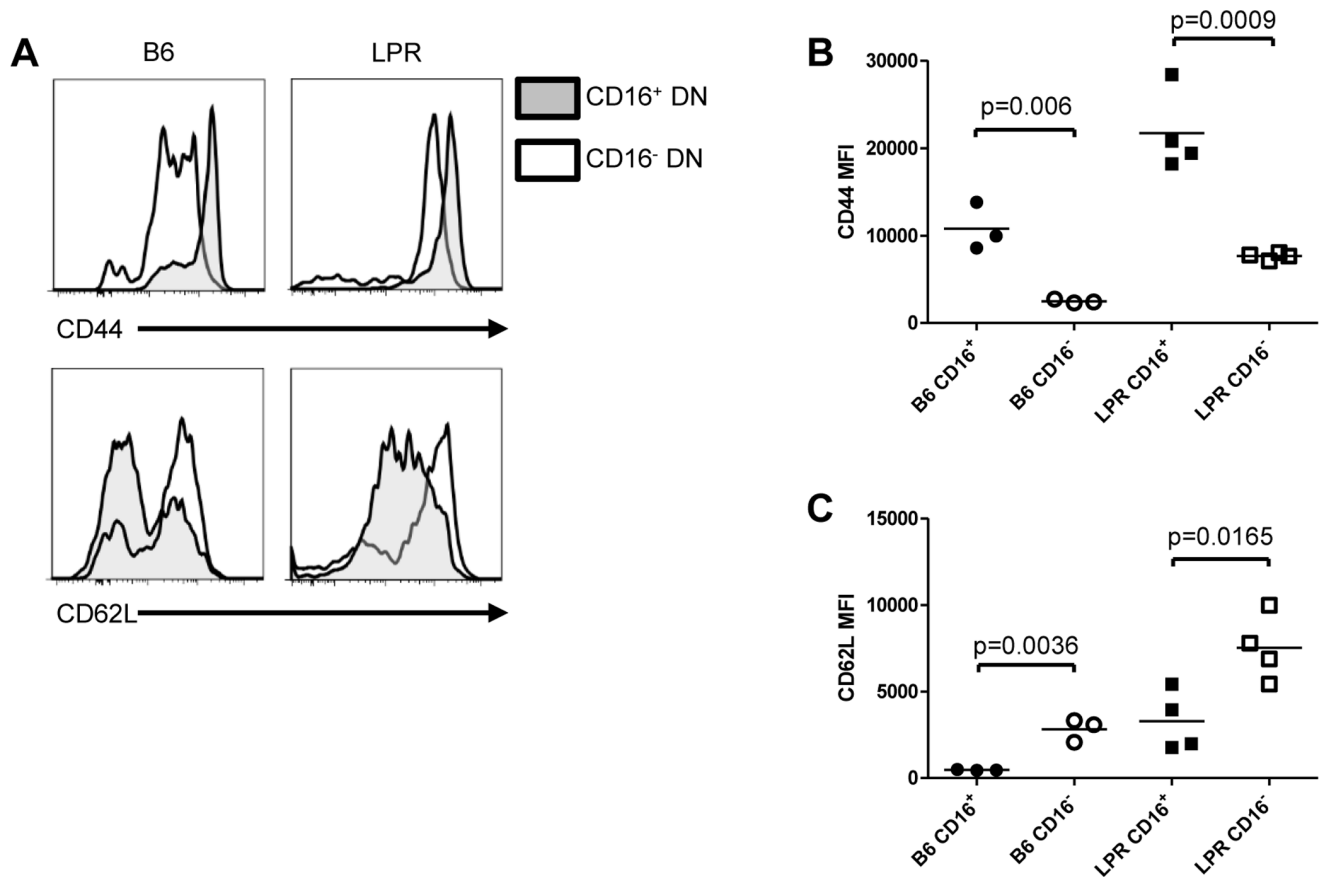 A
B6
LPR
CD16⁺ DN
CD16⁻ DN
CD44
CD62L
B
p=0.0009
p=0.006
CD44 MFI
30000
20000
10000
0
B6 CD16⁺
B6 CD16⁻
LPR CD16⁺
LPR CD16⁻
C
p=0.0165
p=0.0036
CD62L MFI
15000
10000
5000
0
B6 CD16⁺
B6 CD16⁻
LPR CD16⁺
LPR CD16⁻